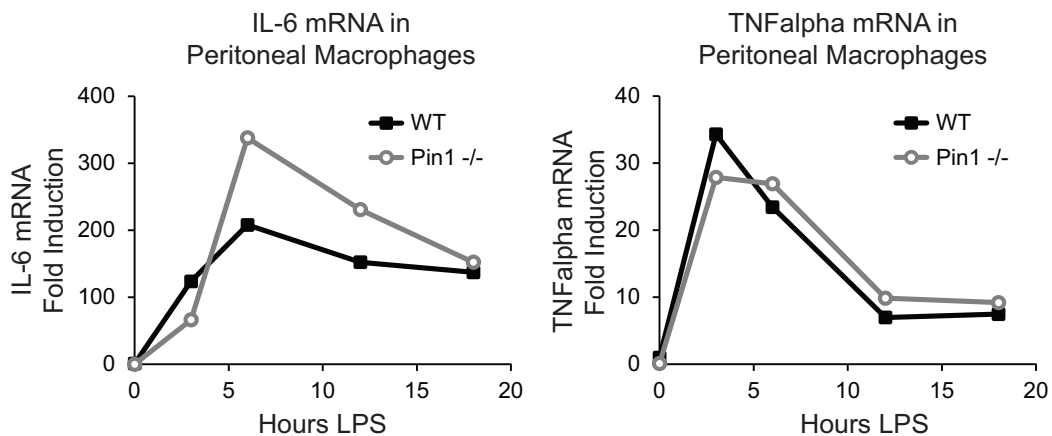 IL-6 mRNA in
Peritoneal Macrophages
IL-6 mRNA
Fold Induction
400
300
200
100
0
WT
Pin1 -/-
0 5 10 15 20
Hours LPS
TNFalpha mRNA in
Peritoneal Macrophages
TNFalpha mRNA
Fold Induction
40
30
20
10
0
WT
Pin1 -/-
0 5 10 15 20
Hours LPS